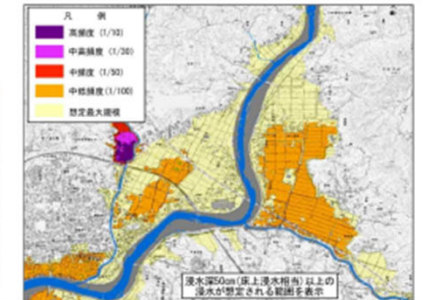 凡 例
高頻度 (1/10)
中高頻度 (1/30)
中頻度 (1/50)
中低頻度 (1/100)
想定最大規模
浸水深50cm(床上浸水相当)以上の
浸水が想定される範囲を表示